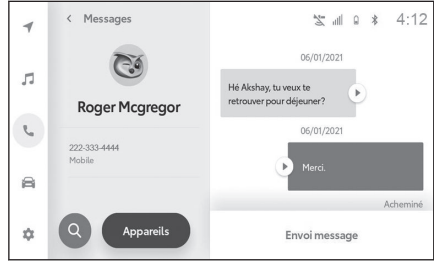 Messages
4:12
Roger Mcgregor
222-333-4444
Mobile
Appareils
06/01/2021
Hé Akshay, tu veux te
retrouver pour déjeuner?
06/01/2021
Merci.
Acheminé
Envoi message